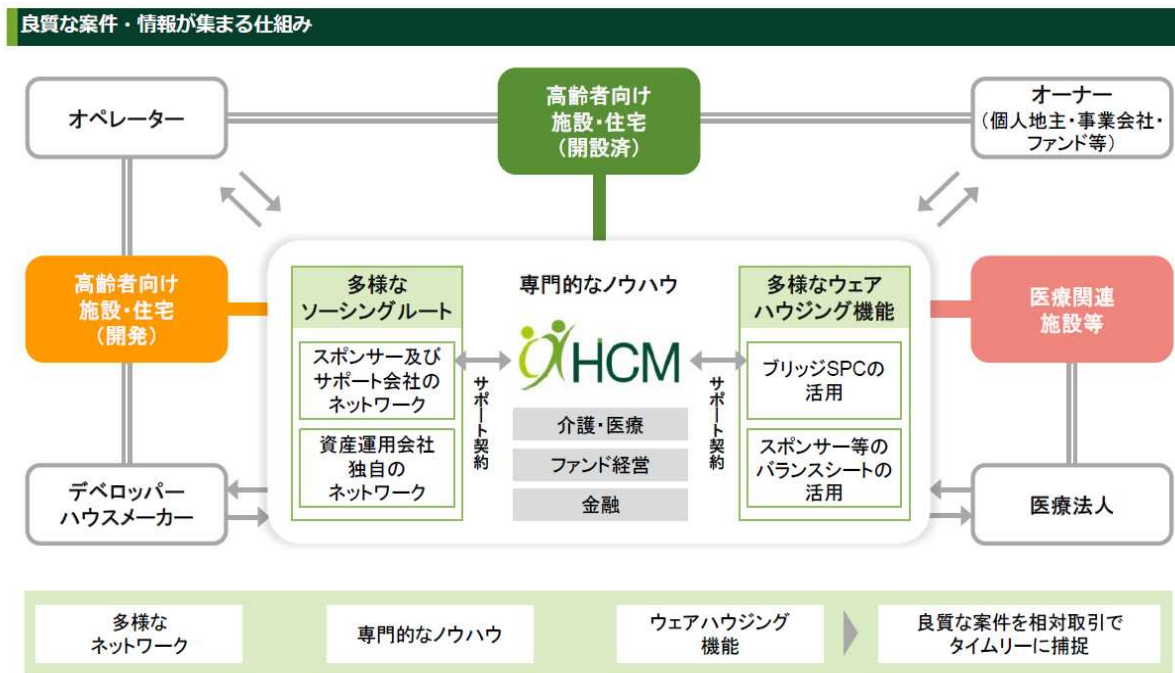 良質な案件・情報が集まる仕組み
オペレーター
高齢者向け
施設・住宅
（開設済）
オーナー
（個人地主・事業会社・
ファンド等）
高齢者向け
施設・住宅
（開発）
多様な
ソーシングルート
スポンサー及び
サポート会社の
ネットワーク
資産運用会社
独自の
ネットワーク
サポート契約
専門的なノウハウ
HCM
介護・医療
ファンド経営
金融
サポート契約
多様なウェア
ハウジング機能
ブリッジSPCの
活用
スポンサー等の
バランスシートの
活用
医療関連
施設等
デベロッパー
ハウスメーカー
医療法人
多様な
ネットワーク
専門的なノウハウ
ウェアハウジング
機能
良質な案件を相対取引で
タイムリーに捕捉